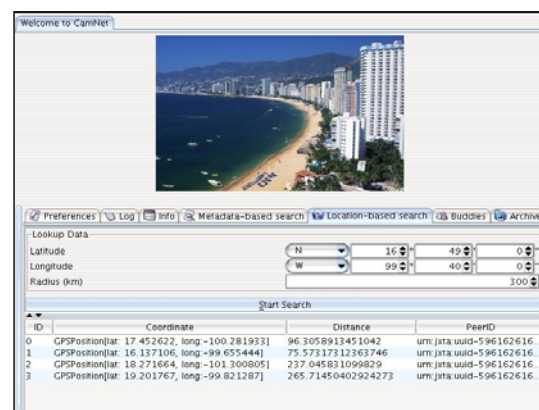 Welcome to CamNet
Preferences Log Info Metadata-based search Location-based search Buddies Archive
Lookup Data
Latitude N 16 ° 49 ' 0 "
Longitude W 99 ° 40 ' 0 "
Radius (km) 300
Start Search
ID Coordinate Distance PeerID
0 GPSPosition[lat: 17.452622, long:-100.281933] 96.3058913451042 urn:jxta:uuid-596162616...
1 GPSPosition[lat: 16.137106, long:-99.655444] 75.57317312363746 urn:jxta:uuid-596162616...
2 GPSPosition[lat: 18.271664, long:-101.300805] 237.045831099829 urn:jxta:uuid-596162616...
3 GPSPosition[lat: 19.201767, long:-99.821287] 265.71450402924273 urn:jxta:uuid-596162616...